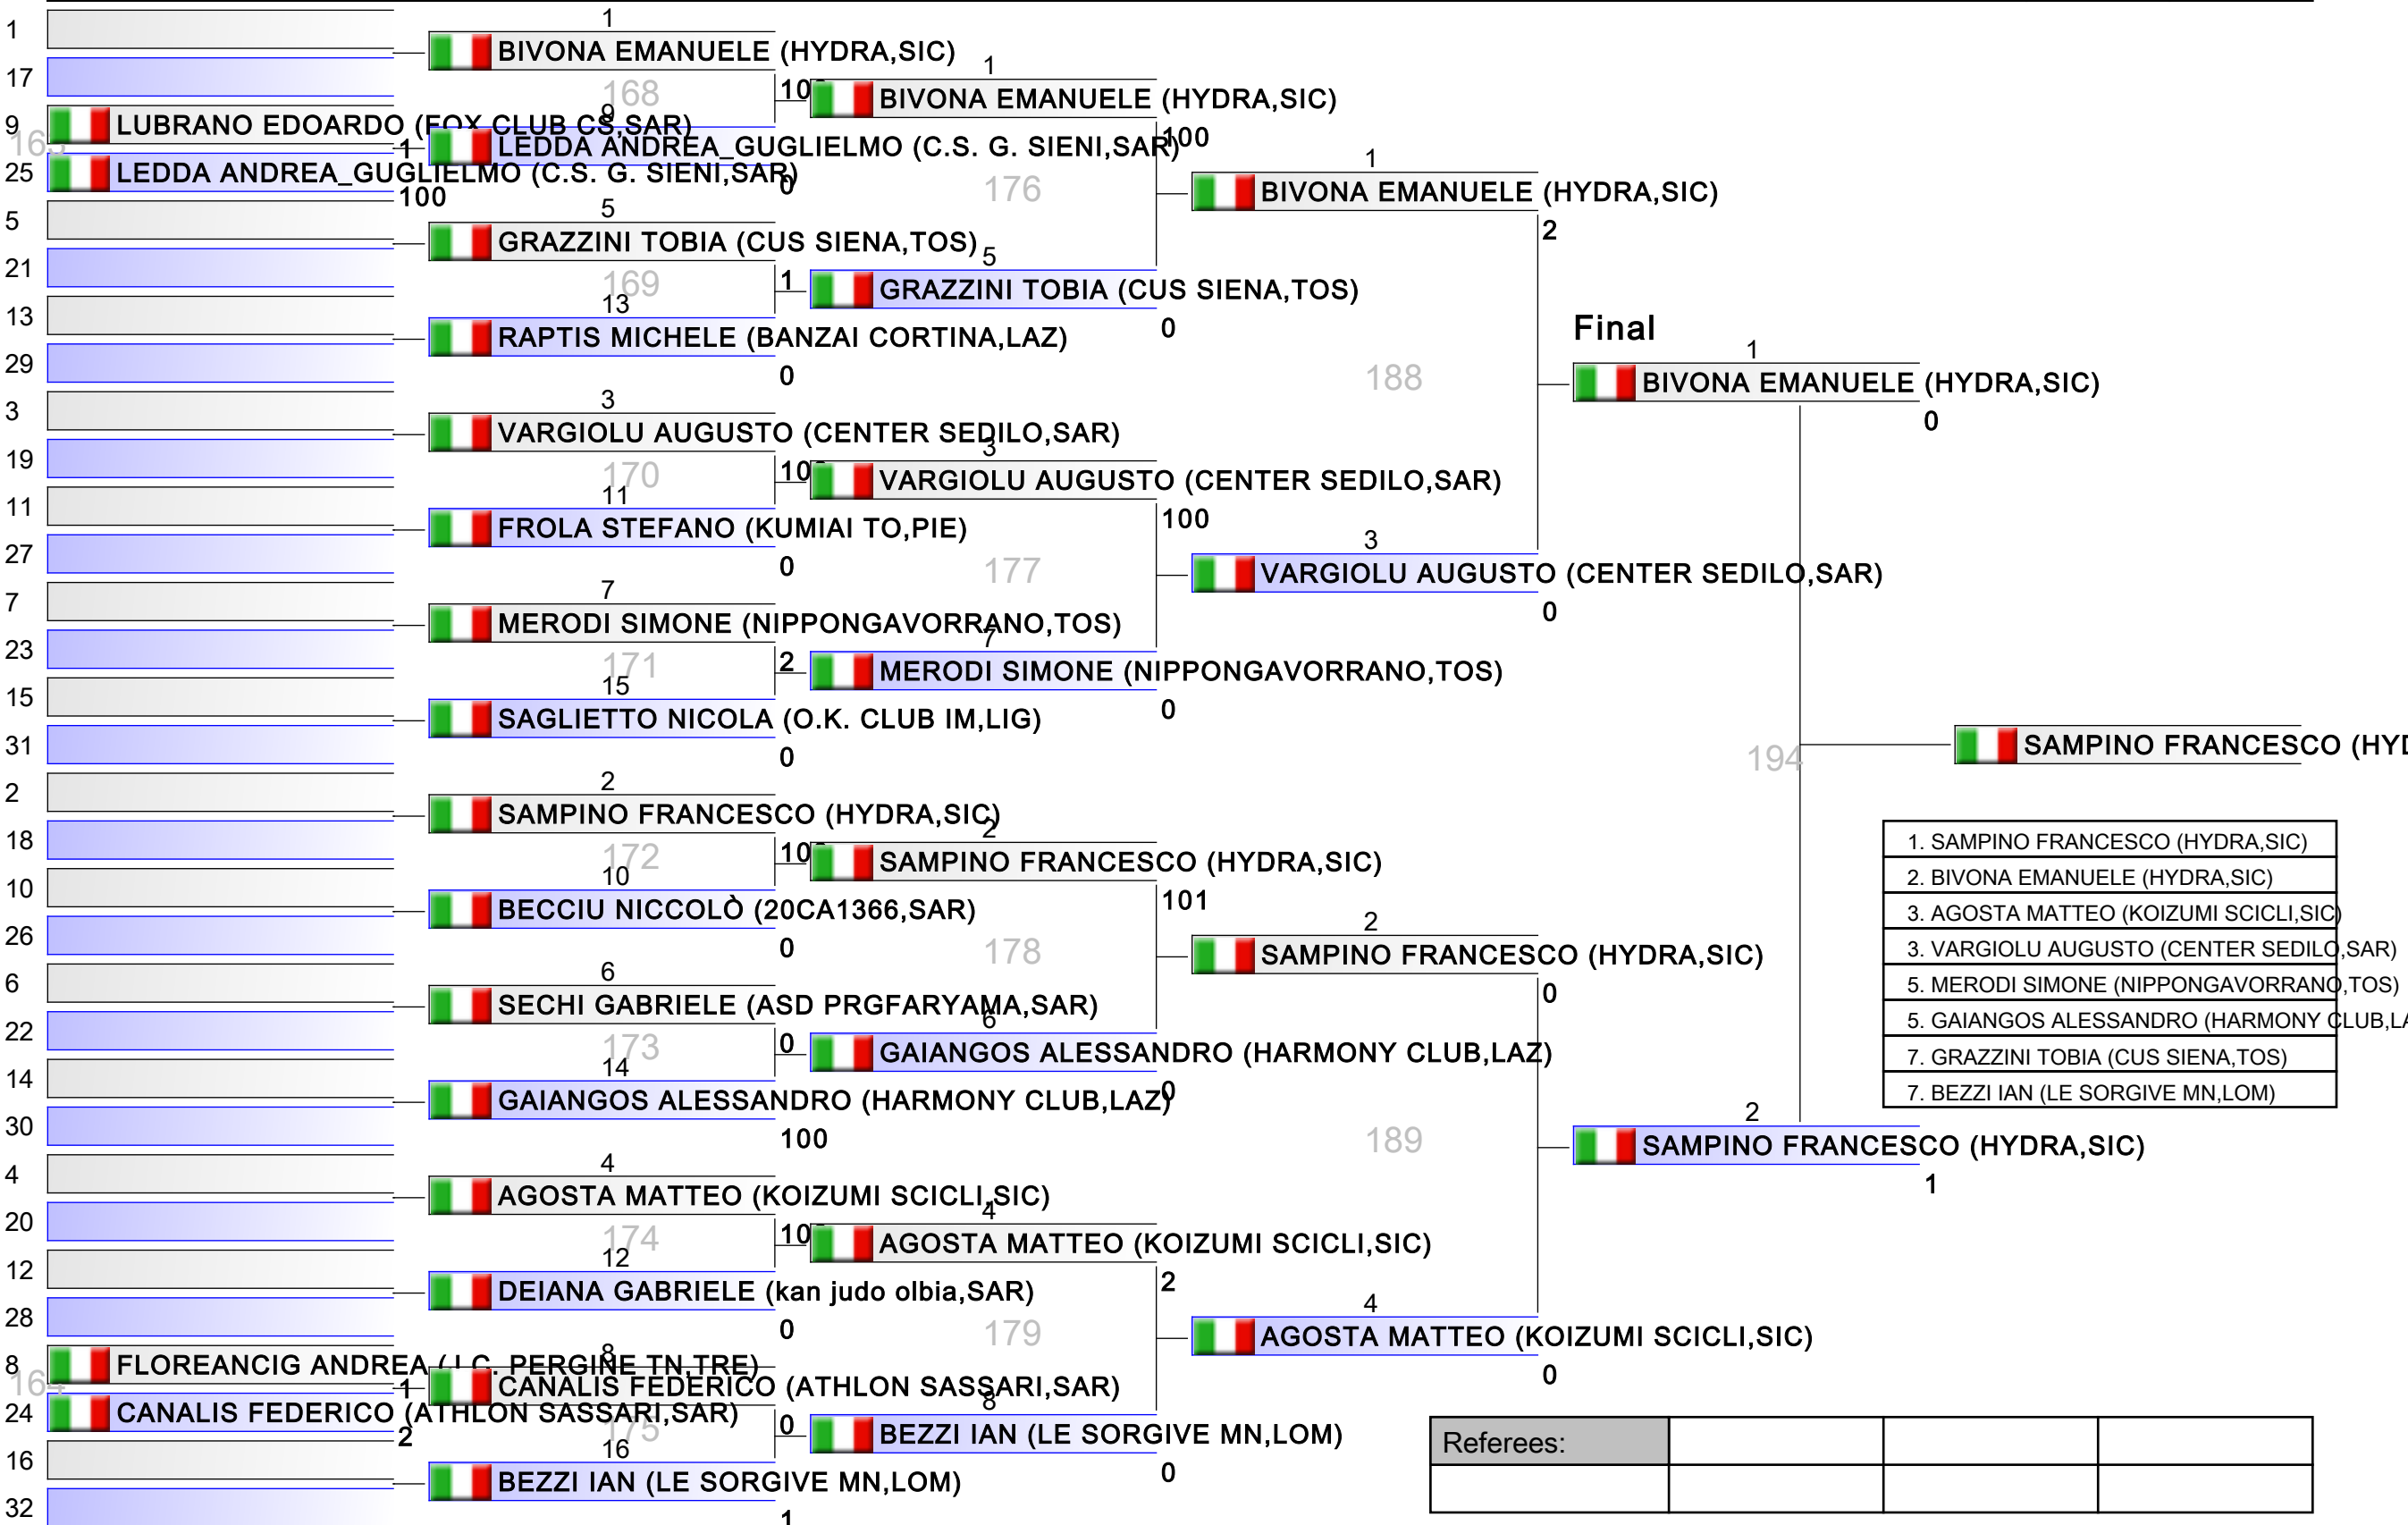 1
17
9 LUBRANO EDOARDO (FOX CLUB CS,SAR)
1
25 LEDDA ANDREA_GUGLIELMO (C.S. G. SIENI,SAR)
100
5
21
13
29
3
19
11
27
7
23
15
31
2
18
10
26
6
22
14
30
4
20
12
28
8 FLOREANCIG ANDREA PERGINE TN,TRE)
164
1
24 CANALIS FEDERICO (ATHLON SASSARI,SAR)
2
16
32
1
BIVONA EMANUELE (HYDRA,SIC)
168
9
LEDDA ANDREA_GUGLIELMO (C.S. G. SIENI,SAR)
0
5
GRAZZINI TOBIA (CUS SIENA,TOS)
1
169
13
RAPTIS MICHELE (BANZAI CORTINA,LAZ)
0
3
VARGIOLU AUGUSTO (CENTER SEDILO,SAR)
170
11
FROLA STEFANO (KUMIAI TO,PIE)
0
7
MERODI SIMONE (NIPPONGAVORRANO,TOS)
2
171
15
SAGLIETTO NICOLA (O.K. CLUB IM,LIG)
0
2
SAMPINO FRANCESCO (HYDRA,SIC)
172
10
BECCIU NICCOLÒ (20CA1366,SAR)
0
6
SECHI GABRIELE (ASD PRGFARYAMA,SAR)
0
173
14
GAIANGOS ALESSANDRO (HARMONY CLUB,LAZ)
100
4
AGOSTA MATTEO (KOIZUMI SCICLI,SIC)
174
12
DEIANA GABRIELE (kan judo olbia,SAR)
0
8
CANALIS FEDERICO (ATHLON SASSARI,SAR)
0
175
16
BEZZI IAN (LE SORGIVE MN,LOM)
1
1
BIVONA EMANUELE (HYDRA,SIC)
100
176
5
GRAZZINI TOBIA (CUS SIENA,TOS)
0
3
VARGIOLU AUGUSTO (CENTER SEDILO,SAR)
100
177
7
MERODI SIMONE (NIPPONGAVORRANO,TOS)
0
2
SAMPINO FRANCESCO (HYDRA,SIC)
101
178
6
GAIANGOS ALESSANDRO (HARMONY CLUB,LAZ)
0
4
AGOSTA MATTEO (KOIZUMI SCICLI,SIC)
2
179
8
BEZZI IAN (LE SORGIVE MN,LOM)
0
1
BIVONA EMANUELE (HYDRA,SIC)
2
188
3
VARGIOLU AUGUSTO (CENTER SEDILO,SAR)
0
2
SAMPINO FRANCESCO (HYDRA,SIC)
0
189
4
AGOSTA MATTEO (KOIZUMI SCICLI,SIC)
0
Final
1
BIVONA EMANUELE (HYDRA,SIC)
0
194
2
SAMPINO FRANCESCO (HYDRA,SIC)
1
SAMPINO FRANCESCO
1. SAMPINO FRANCESCO (HYDRA,SIC)
2. BIVONA EMANUELE (HYDRA,SIC)
3. AGOSTA MATTEO (KOIZUMI SCICLI,SIC)
3. VARGIOLU AUGUSTO (CENTER SEDILO,SAR)
5. MERODI SIMONE (NIPPONGAVORRANO,TOS)
5. GAIANGOS ALESSANDRO (HARMONY CLUB,
7. GRAZZINI TOBIA (CUS SIENA,TOS)
7. BEZZI IAN (LE SORGIVE MN,LOM)
Referees: